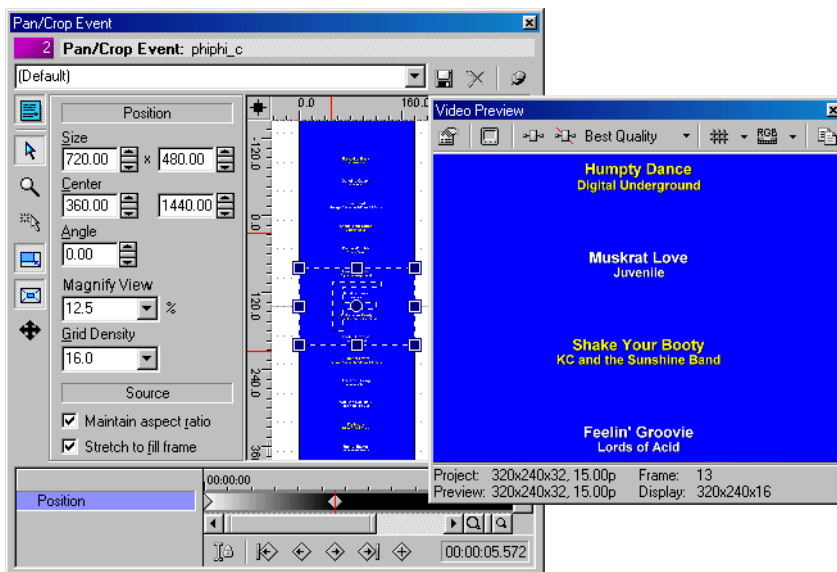 Pan/Crop Event
2 Pan/Crop Event: phiphi_c
(Default)
Position
Size
720.00 x 480.00
Center
360.00 1440.00
Angle
0.00
Magnify View
12.5 %
Grid Density
16.0
Source
Maintain aspect ratio
Stretch to fill frame
0.0 160.0
-120.0
0.0
120.0
240.0
Video Preview
Best Quality
RGB
Humpty Dance
Digital Underground
Muskrat Love
Juvenile
Shake Your Booty
KC and the Sunshine Band
Feelin' Groovie
Lords of Acid
Project: 320x240x32, 15.00p Frame: 13
Preview: 320x240x32, 15.00p Display: 320x240x16
00:00:00
Position
00:00:05.572